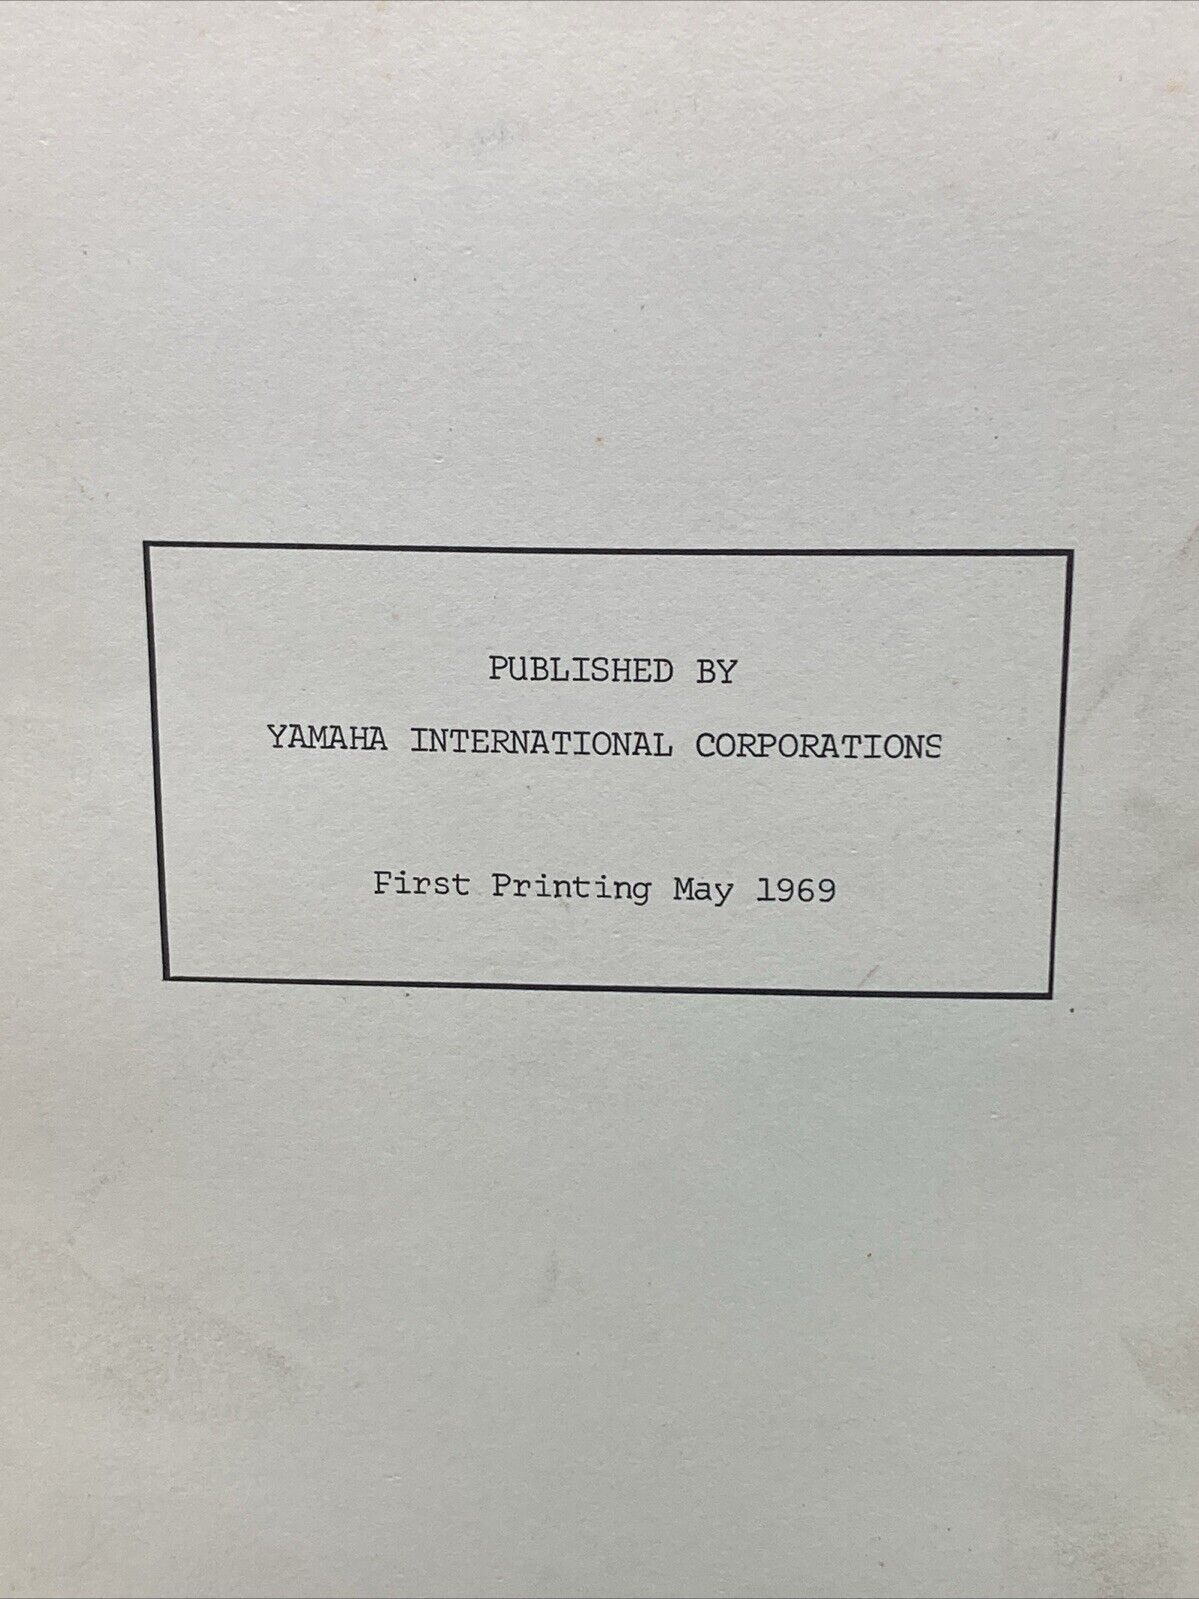 PUBLISHED BY
YAMAHA INTERNATIONAL CORPORATIONS
First Printing May 1969